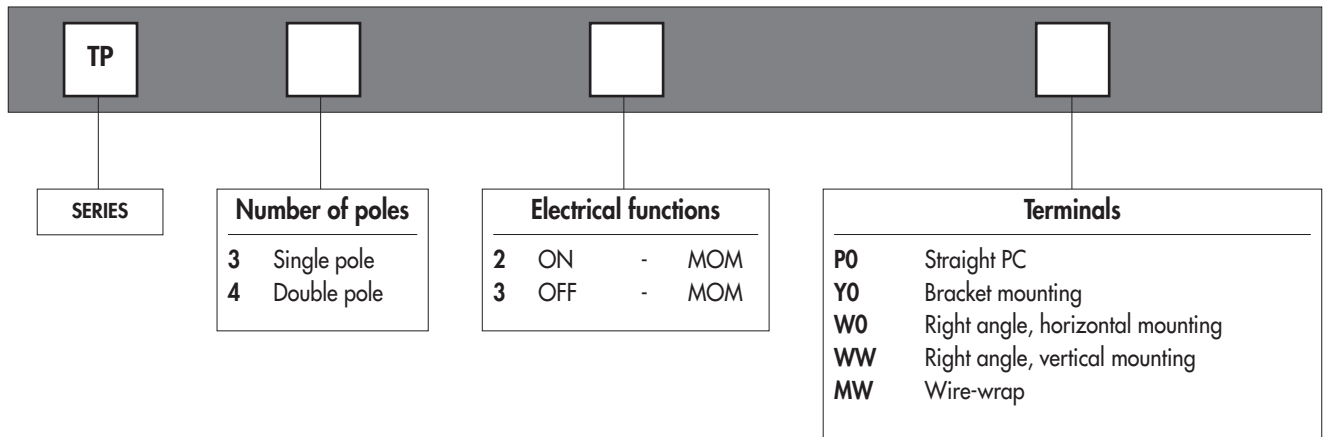 TP
SERIES
Number of poles
3 Single pole
4 Double pole
Electrical functions
2 ON - MOM
3 OFF - MOM
Terminals
P0 Straight PC
Y0 Bracket mounting
W0 Right angle, horizontal mounting
WW Right angle, vertical mounting
MW Wire-wrap